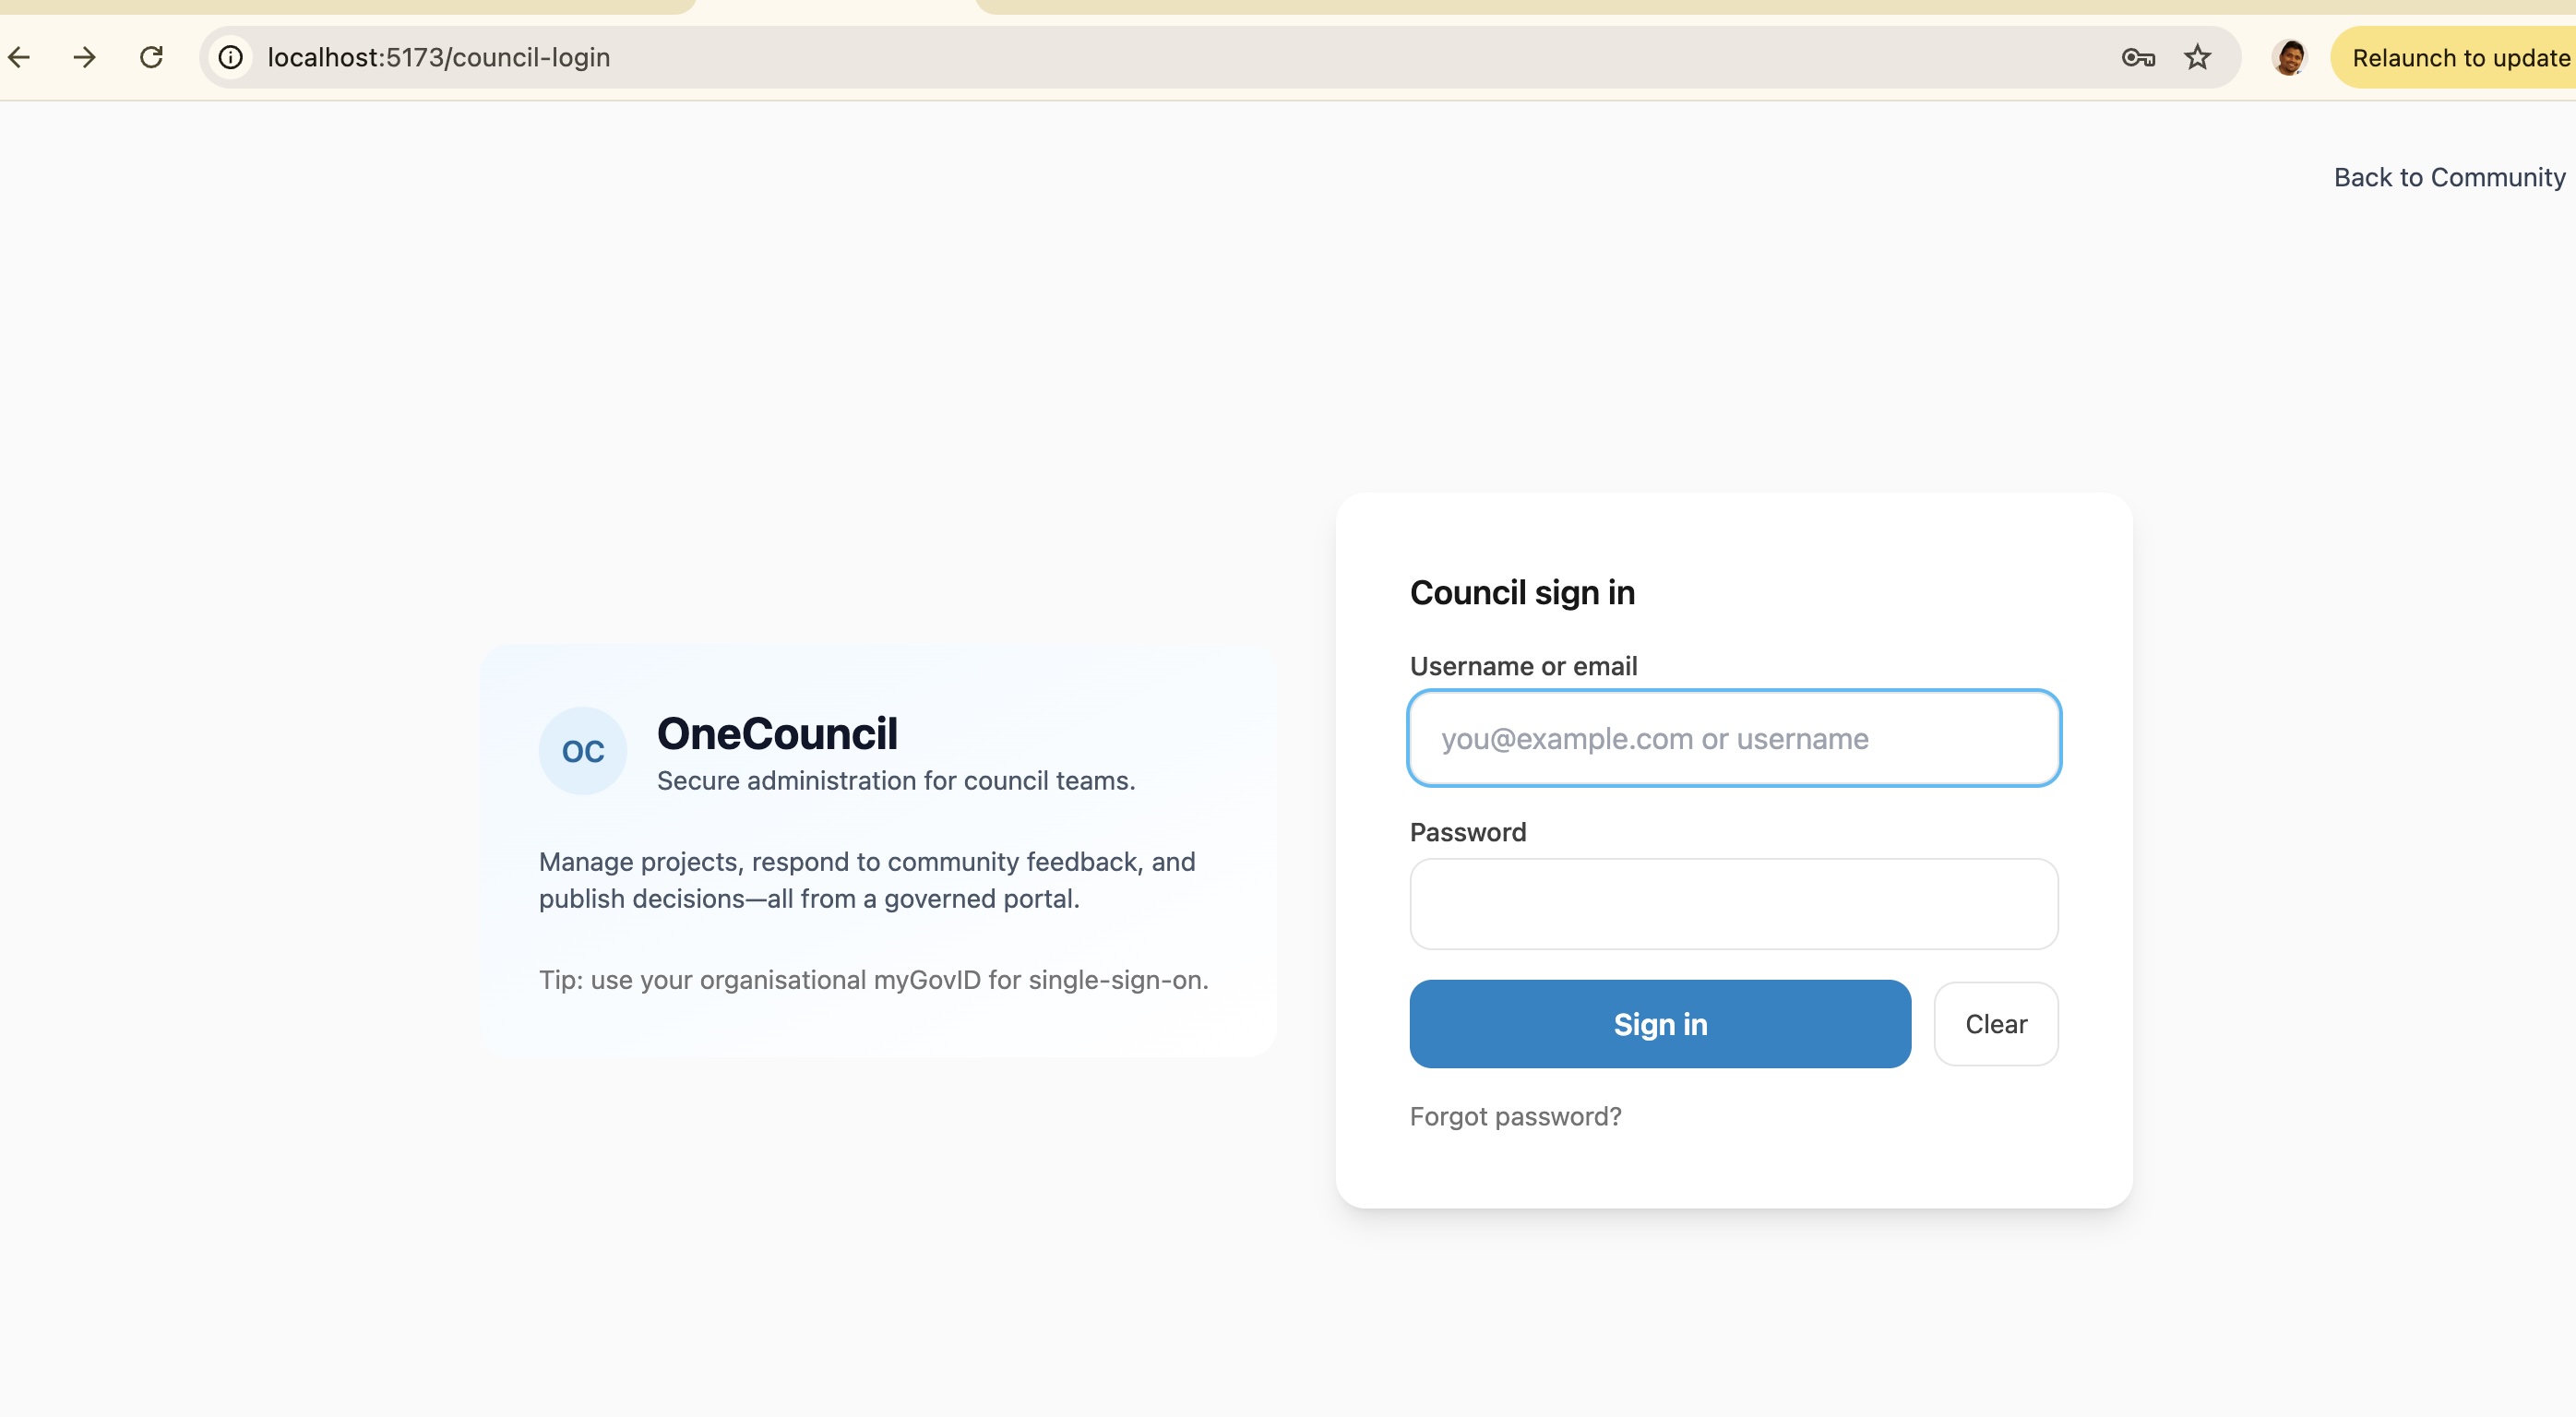 localhost:5173/council-login
Relaunch to update
Back to Community
OC
OneCouncil
Secure administration for council teams.
Manage projects, respond to community feedback, and
publish decisions—all from a governed portal.
Tip: use your organisational myGovID for single-sign-on.
Council sign in
Username or email
you@example.com or username
Password
Sign in
Clear
Forgot password?